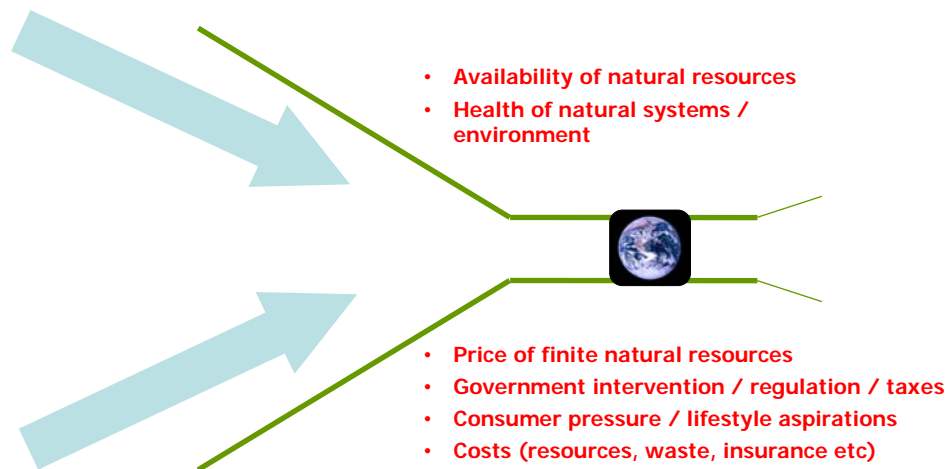 • Availability of natural resources
• Health of natural systems /
environment
• Price of finite natural resources
• Government intervention / regulation / taxes
• Consumer pressure / lifestyle aspirations
• Costs (resources, waste, insurance etc)